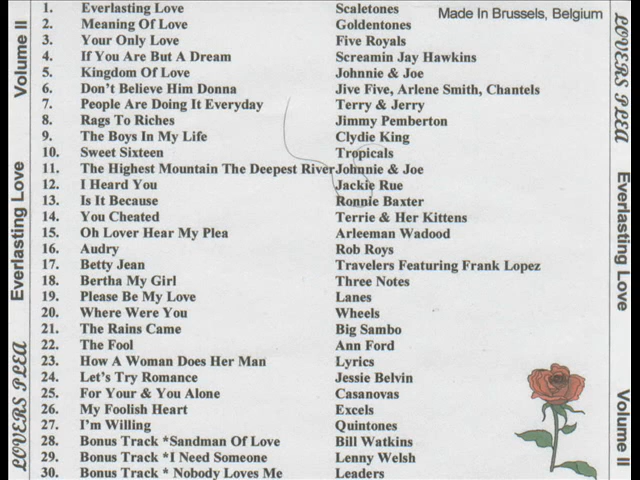 Made In Brussels, Belgium
1. Everlasting Love Scaletones
2. Meaning Of Love Goldentones
3. Your Only Love Five Royals
4. If You Are But A Dream Screamin Jay Hawkins
5. Kingdom Of Love Johnnie & Joe
6. Don't Believe Him Donna Jive Five, Arlene Smith, Chantels
7. People Are Doing It Everyday Terry & Jerry
8. Rags To Riches Jimmy Pemberton
9. The Boys In My Life Clydie King
10. Sweet Sixteen Tropicals
11. The Highest Mountain The Deepest River Johnnie & Joe
12. I Heard You Jackie Rue
13. Is It Because Ronnie Baxter
14. You Cheated Terrie & Her Kittens
15. Oh Lover Hear My Plea Arleeman Wadood
16. Audry Rob Roys
17. Betty Jean Travelers Featuring Frank Lopez
18. Bertha My Girl Three Notes
19. Please Be My Love Lanes
20. Where Were You Wheels
21. The Rains Came Big Sambo
22. The Fool Ann Ford
23. How A Woman Does Her Man Lyrics
24. Let's Try Romance Jessie Belvin
25. For Your & You Alone Casanovas
26. My Foolish Heart Excels
27. I'm Willing Quintones
28. Bonus Track *Sandman Of Love Bill Watkins
29. Bonus Track *I Need Someone Lenny Welsh
30. Bonus Track * Nobody Loves Me Leaders
LOVERS PLEA Everlasting Love Volume II
LOVERS PLEA Everlasting Love Volume II